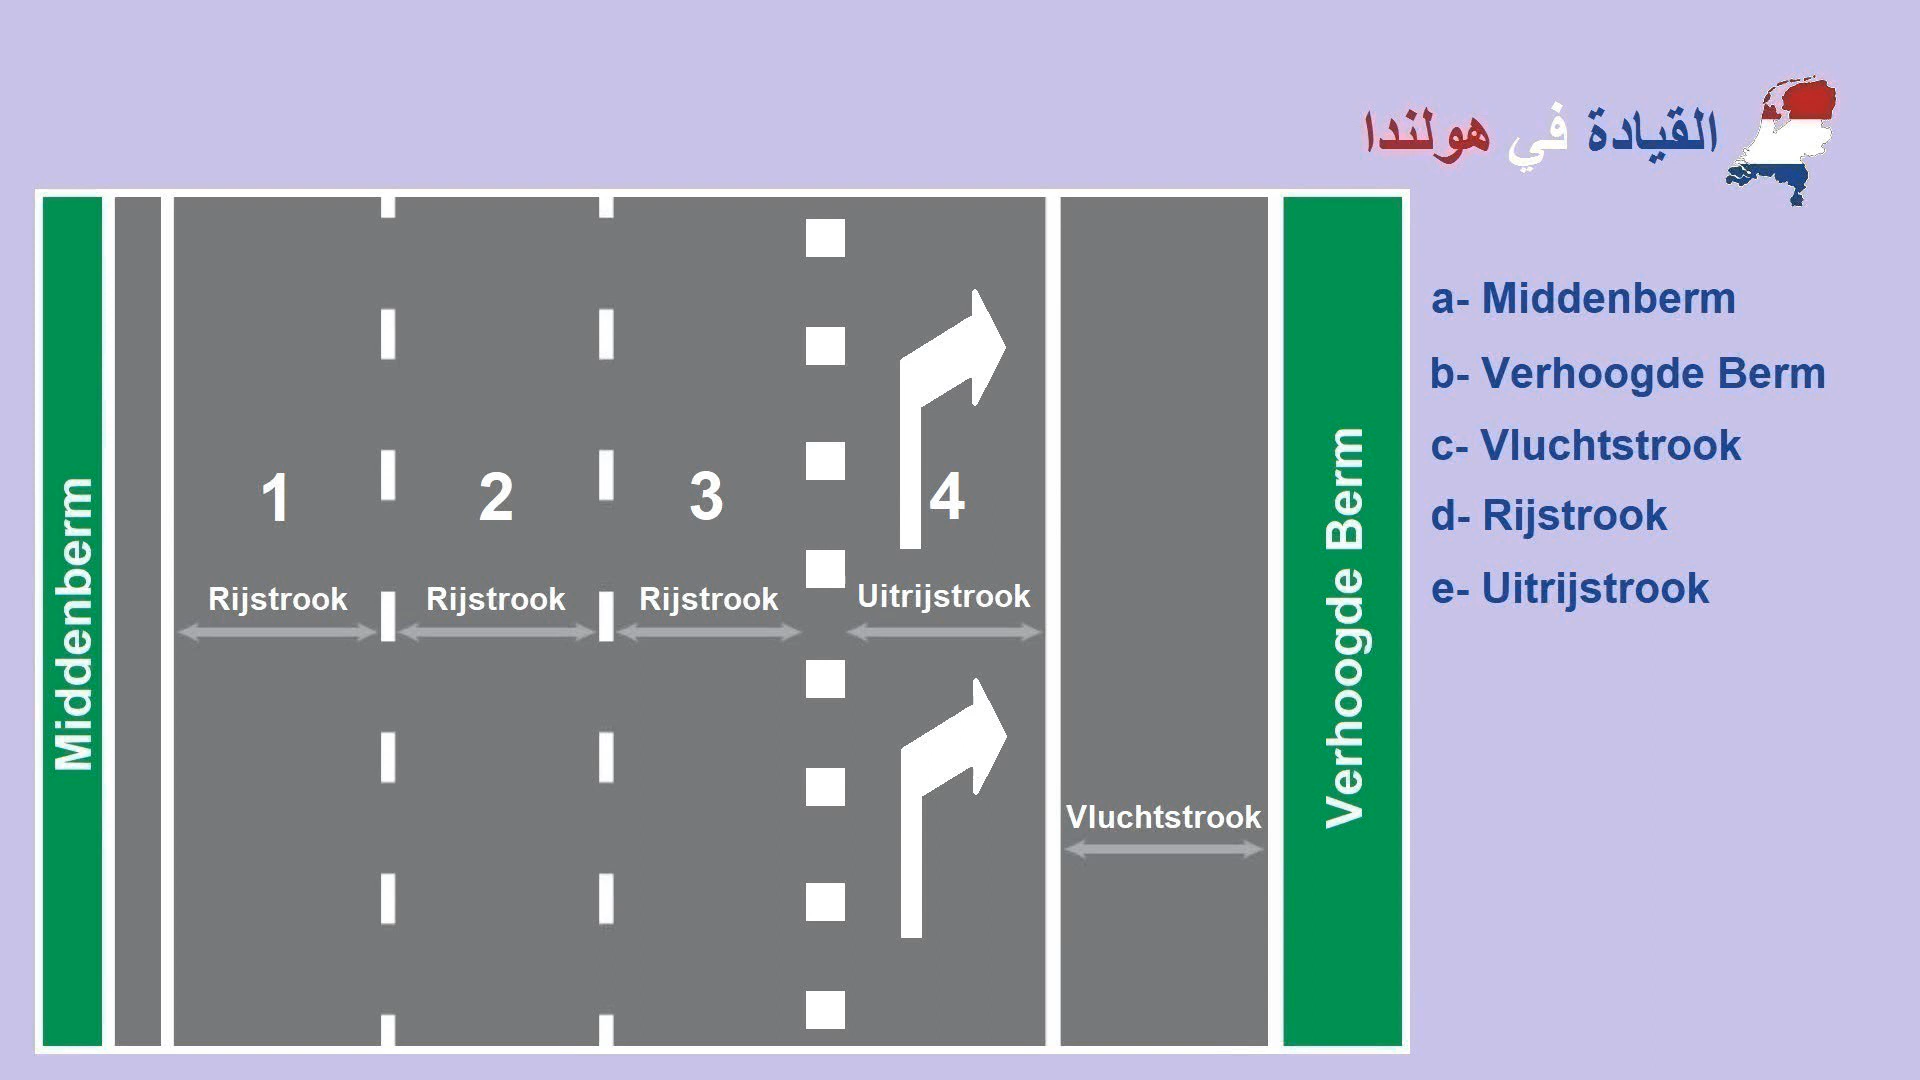 القيادة في هولندا
a- Middenberm
b- Verhoogde Berm
c- Vluchtstrook
d- Rijstrook
e- Uitrijstrook
Middenberm
1
2
3
4
Rijstrook
Rijstrook
Rijstrook
Uitrijstrook
Vluchtstrook
Verhoogde Berm